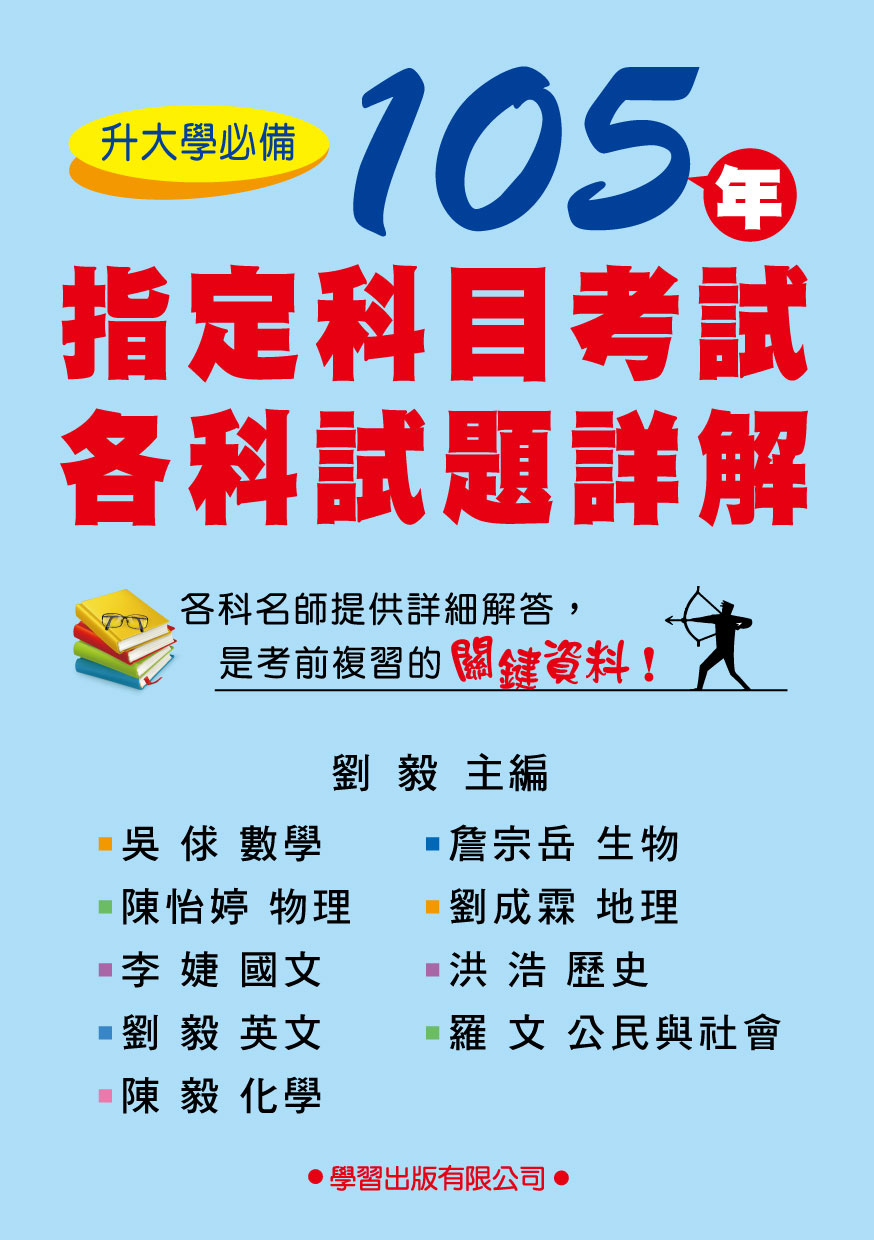 升大學必備
105年
指定科目考試
各科試題詳解
各科名師提供詳細解答，
是考前複習的關鍵資料！
劉 毅 主編
吳 俅 數學
陳怡婷 物理
李 婕 國文
劉 毅 英文
陳 毅 化學
詹宗岳 生物
劉成霖 地理
洪 浩 歷史
羅 文 公民與社會
●學習出版有限公司●